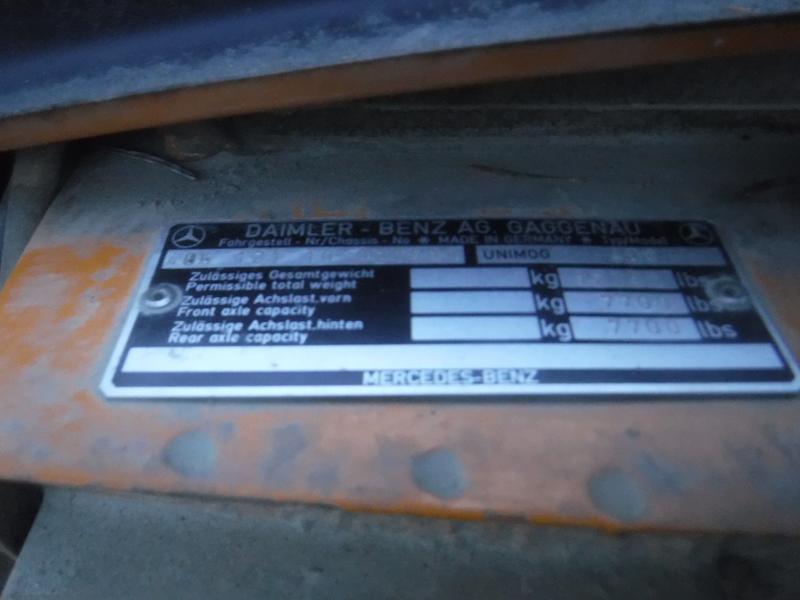 DAIMLER - BENZ AG. GAGGENAU
Fahrgestell - Nr/Chassis - No ✱ MADE IN GERMANY ✱ Typ/Model
UNIMOG
Zulässiges Gesamtgewicht
Permissible total weight
kg lbs
Zulässige Achslast.vorn
Front axle capacity
kg 7700 lbs
Zulässige Achslast.hinten
Rear axle capacity
kg 7700 lbs
MERCEDES-BENZ